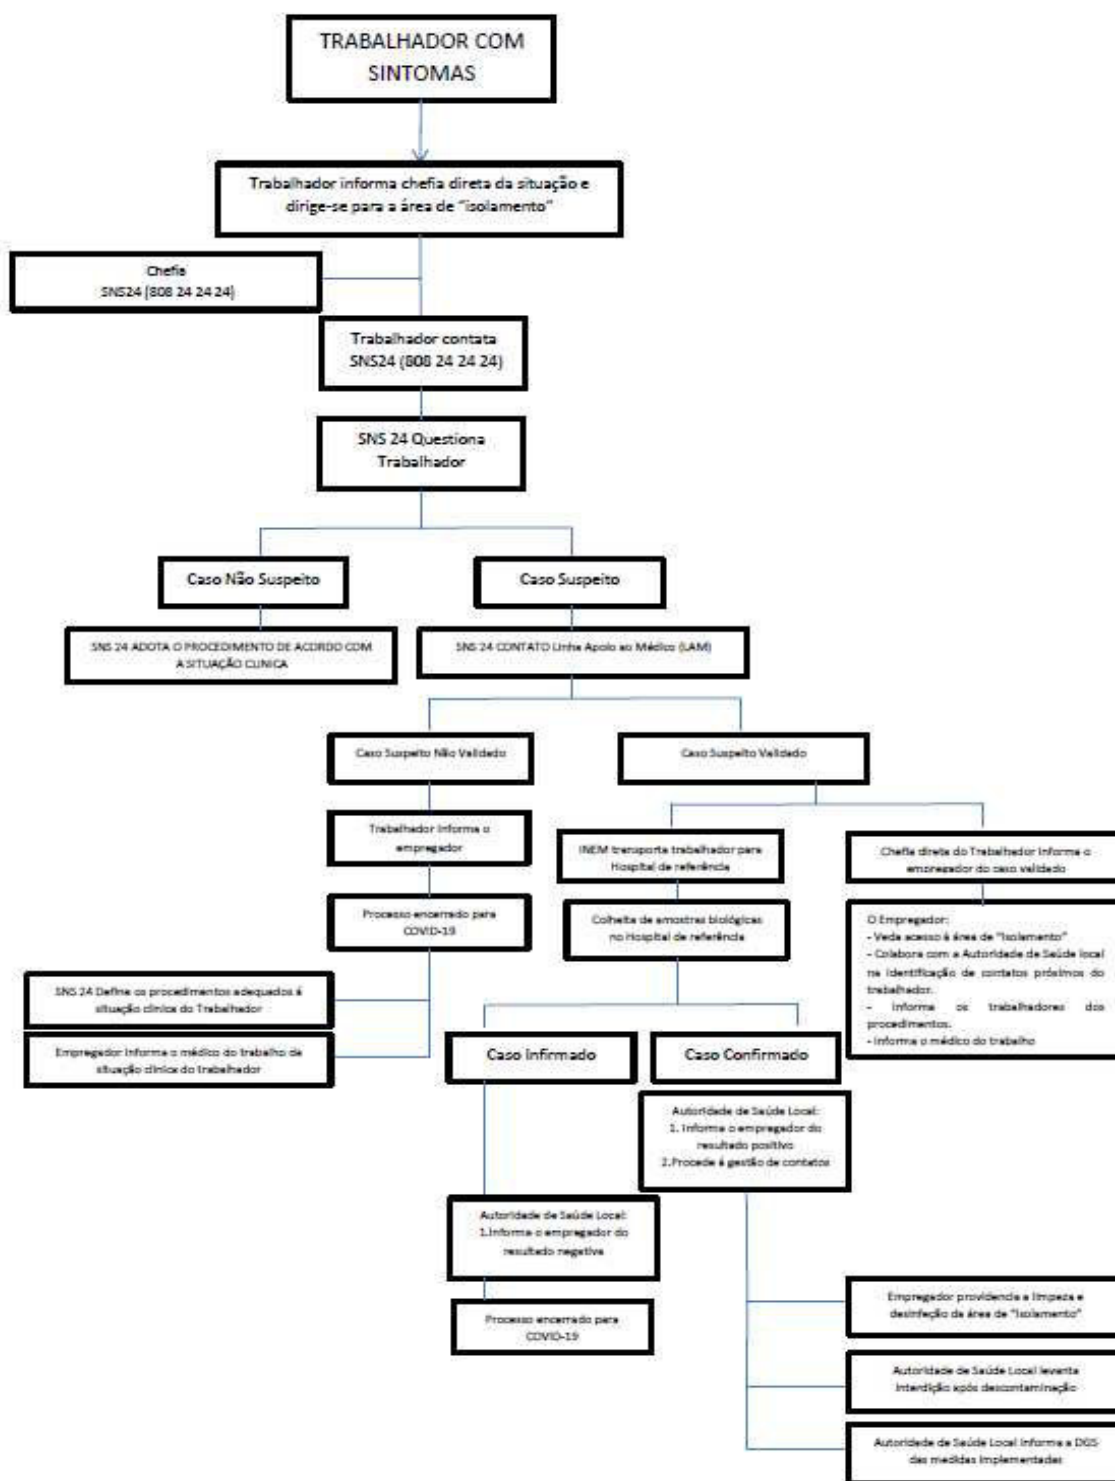 TRABALHADOR COM
SINTOMAS
Trabalhador informa chefia direta da situação e
dirige-se para a área de "isolamento"
Chefia
SNS24 (808 24 24 24)
Trabalhador contata
SNS24 (808 24 24 24)
SNS 24 Questiona
Trabalhador
Caso Não Suspeito
Caso Suspeito
SNS 24 ADOTA O PROCEDIMENTO DE ACORDO COM
A SITUAÇÃO CLINICA
SNS 24 CONTATO Linha Apoio ao Médico (LAM)
Caso Suspeito Não Validado
Caso Suspeito Validado
Trabalhador Informa o
empregador
INEM transporta trabalhador para
Hospital de referência
Chefia direta do Trabalhador Informa o
empregador do caso validado
Processo encerrado para
COVID-19
Colheita de amostras biológicas
no Hospital de referência
O Empregador:
- Veda acesso á área de "Isolamento"
- Colabora com a Autoridade de Saúde local
na identificação de contatos próximos do
trabalhador.
- Informa os trabalhadores dos
procedimentos.
- Informa o médico do trabalho
SNS 24 Define os procedimentos adequados á
situação clínica do Trabalhador
Empregador Informa o médico do trabalho da
situação clínica do trabalhador
Caso Infirmado
Caso Confirmado
Autoridade de Saúde Local:
1. Informa o empregador do
resultado positivo
2.Procede á gestão de contatos
Autoridade de Saúde Local:
1.Informa o empregador do
resultado negativa
Processo encerrado para
COVID-19
Empregador providencia a limpeza e
desinfeção da área de "Isolamento"
Autoridade de Saúde Local levanta
Interdição após descontaminação
Autoridade de Saúde Local Informa a DGS
das medidas Implementadas